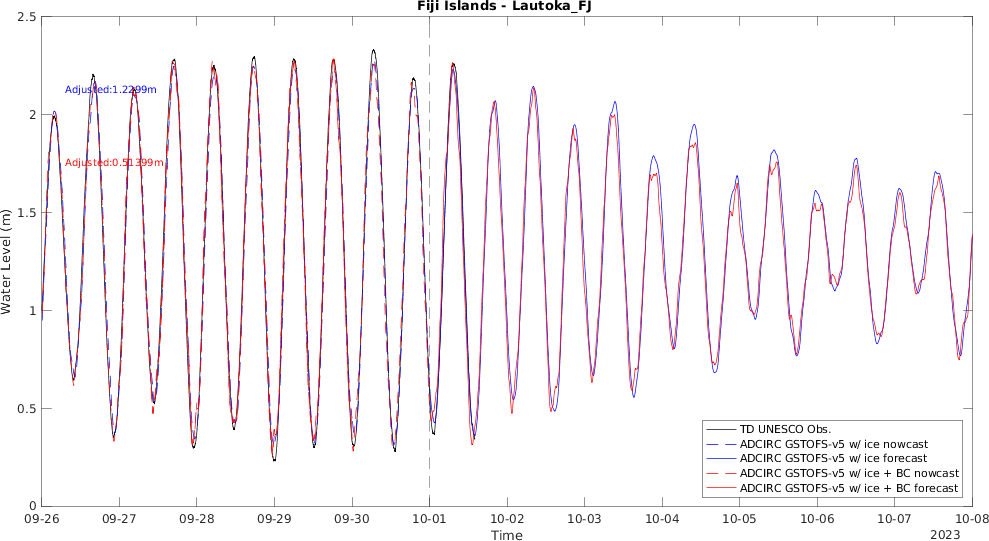 Fiji Islands - Lautoka_FJ
2.5
2
1.5
1
0.5
0
Water Level (m)
Adjusted:1.2299m
Adjusted:0.51399m
TD UNESCO Obs.
ADCIRC GSTOFS-v5 w/ ice nowcast
ADCIRC GSTOFS-v5 w/ ice forecast
ADCIRC GSTOFS-v5 w/ ice + BC nowcast
ADCIRC GSTOFS-v5 w/ ice + BC forecast
09-26 09-27 09-28 09-29 09-30 10-01 10-02 10-03 10-04 10-05 10-06 10-07 10-08
Time
2023